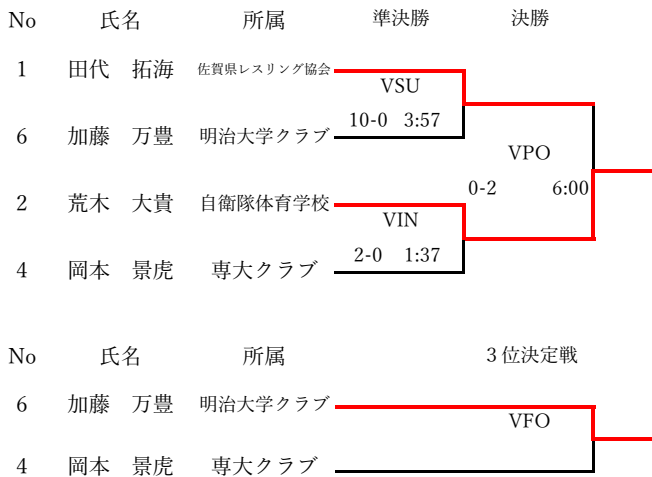 No 氏名 所属 準決勝 決勝
1 田代 拓海 佐賀県レスリング協会
VSU
10-0 3:57
6 加藤 万豊 明治大学クラブ
VPO
0-2 6:00
2 荒木 大貴 自衛隊体育学校
VIN
2-0 1:37
4 岡本 景虎 専大クラブ
No 氏名 所属 3位決定戦
6 加藤 万豊 明治大学クラブ
VFO
4 岡本 景虎 専大クラブ